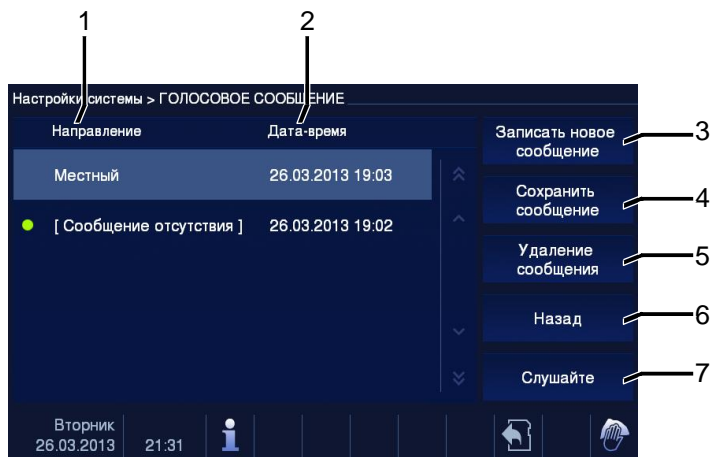 1 2
Настройки системы > ГОЛОСОВОЕ СООБЩЕНИЕ
Направление Дата-время
Местный 26.03.2013 19:03
[ Сообщение отсутствия ] 26.03.2013 19:02
Записать новое
сообщение
3
Сохранить
сообщение
4
Удаление
сообщения
5
Назад
6
Слушайте
7
Вторник
26.03.2013 21:31